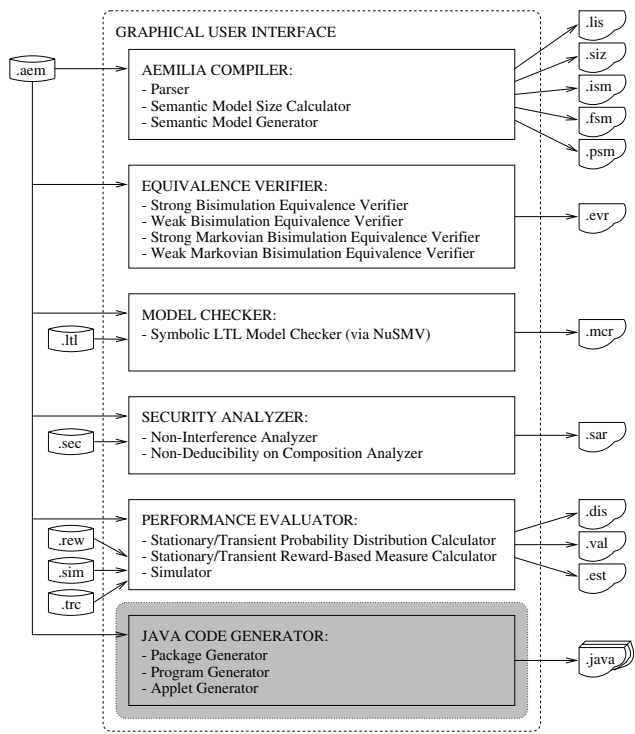 GRAPHICAL USER INTERFACE
.aem
AEMILIA COMPILER:
- Parser
- Semantic Model Size Calculator
- Semantic Model Generator
.lis
.siz
.ism
.fsm
.psm
EQUIVALENCE VERIFIER:
- Strong Bisimulation Equivalence Verifier
- Weak Bisimulation Equivalence Verifier
- Strong Markovian Bisimulation Equivalence Verifier
- Weak Markovian Bisimulation Equivalence Verifier
.evr
MODEL CHECKER:
.ltl
- Symbolic LTL Model Checker (via NuSMV)
.mcr
SECURITY ANALYZER:
.sec
- Non-Interference Analyzer
- Non-Deducibility on Composition Analyzer
.sar
PERFORMANCE EVALUATOR:
.rew
.sim
.trc
- Stationary/Transient Probability Distribution Calculator
- Stationary/Transient Reward-Based Measure Calculator
- Simulator
.dis
.val
.est
JAVA CODE GENERATOR:
- Package Generator
- Program Generator
- Applet Generator
.java